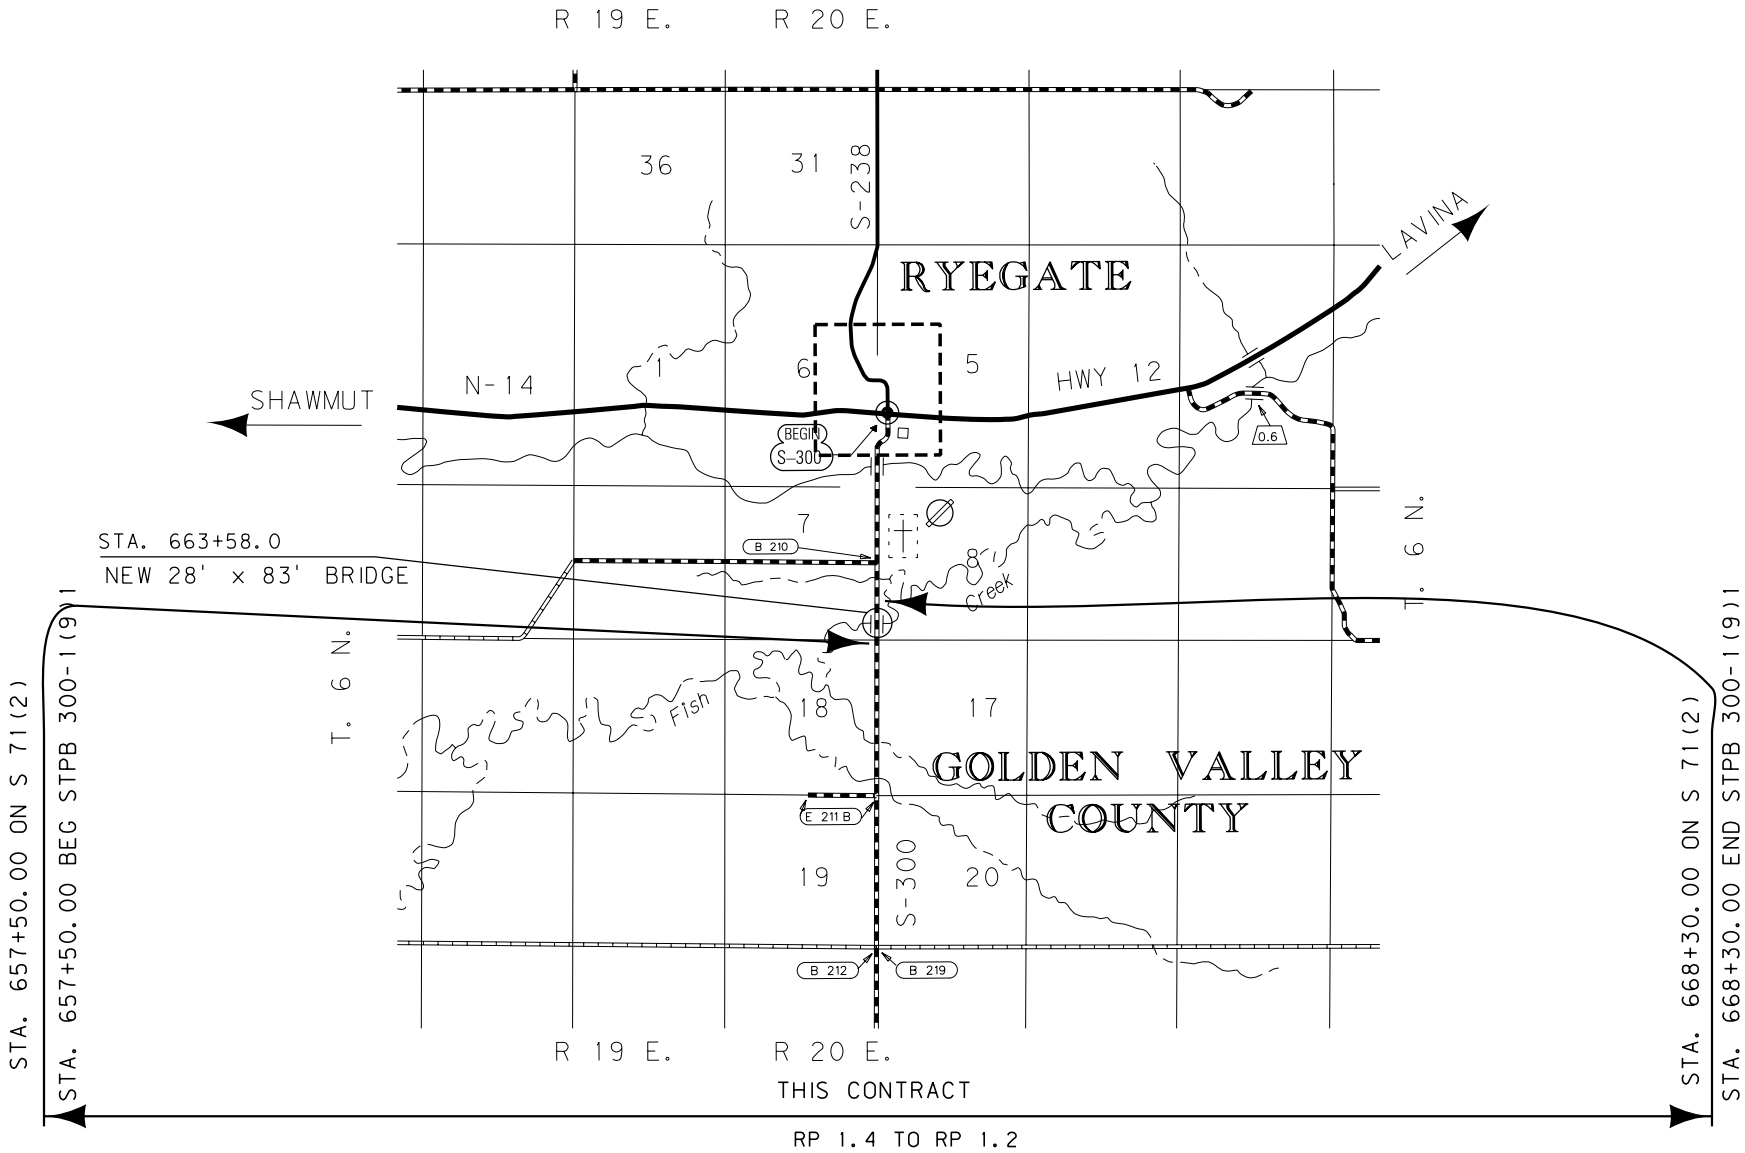 R 19 E. R 20 E.
36 31
S-238
RYEGATE
LAVINA
1 6 5
N-14
HWY 12
SHAWMUT
BEGIN
S-300
0.6
7
B 210
8
Creek
T. 6 N.
STA. 663+58.0
NEW 28' x 83' BRIDGE
T. 6 N.
Fish
18 17
GOLDEN VALLEY
COUNTY
E 211 B
S-300
19 20
B 212 B 219
R 19 E. R 20 E.
STA. 657+50.00 ON S 71(2)
STA. 657+50.00 BEG STPB 300-1(9)1
STA. 668+30.00 ON S 71(2)
STA. 668+30.00 END STPB 300-1(9)1
THIS CONTRACT
RP 1.4 TO RP 1.2